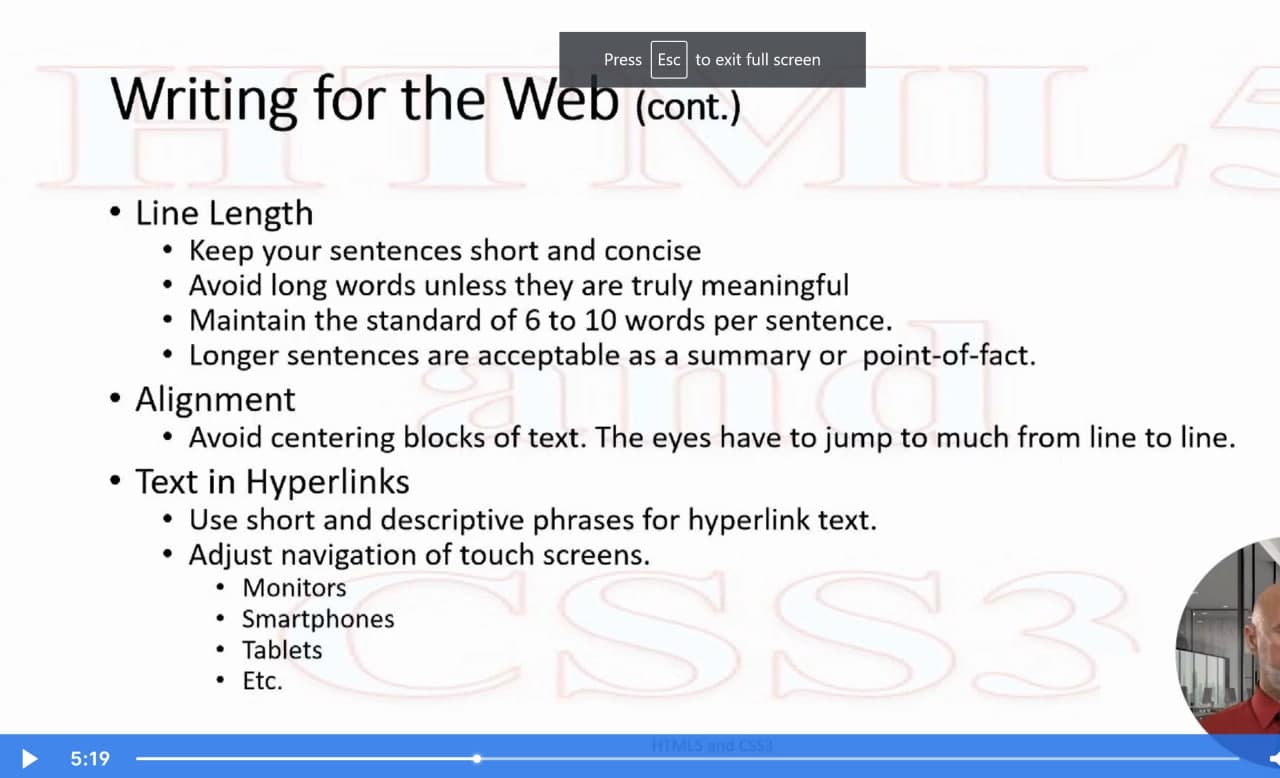 Press Esc to exit full screen
Writing for the Web (cont.)
HTML5
• Line Length
• Keep your sentences short and concise
• Avoid long words unless they are truly meaningful
• Maintain the standard of 6 to 10 words per sentence.
• Longer sentences are acceptable as a summary or point-of-fact.
and
• Alignment
• Avoid centering blocks of text. The eyes have to jump to much from line to line.
• Text in Hyperlinks
• Use short and descriptive phrases for hyperlink text.
• Adjust navigation of touch screens.
• Monitors
• Smartphones
• Tablets
• Etc.
CSS3
HTML5 and CSS3
5:19